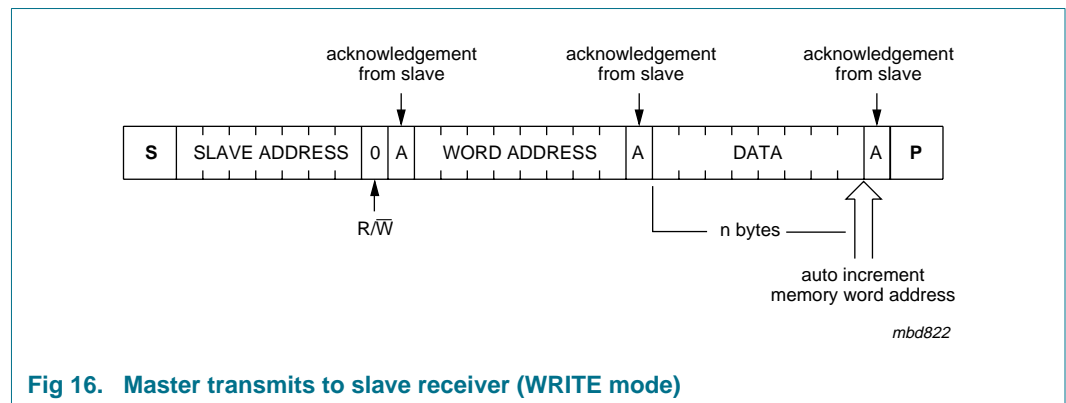 acknowledgement acknowledgement acknowledgement
from slave from slave from slave
S SLAVE ADDRESS 0 A WORD ADDRESS A DATA A P
R/W̅ n bytes
auto increment
memory word address
mbd822
Fig 16. Master transmits to slave receiver (WRITE mode)